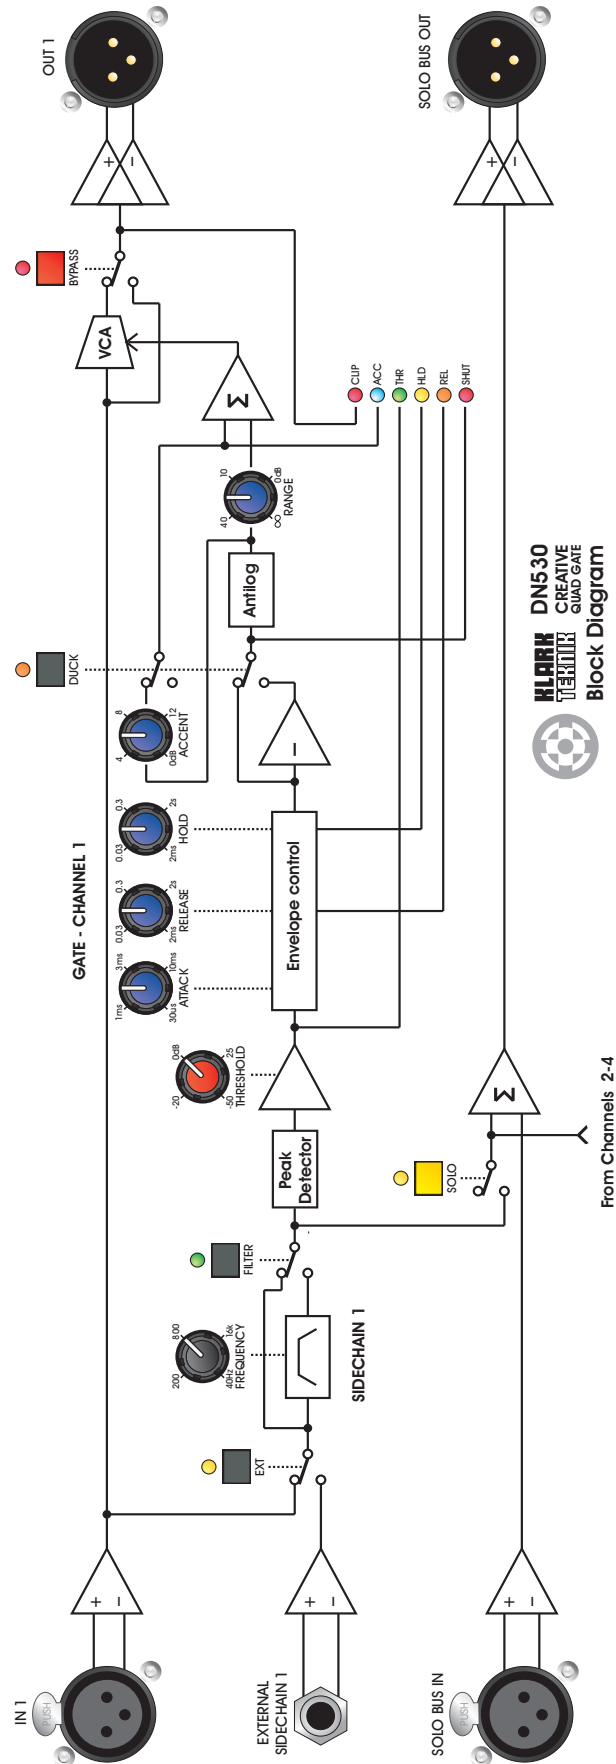 IN 1
PUSH
+
−
EXTERNAL
SIDECHAIN 1
+
−
SOLO BUS IN
PUSH
+
−
EXT
FREQUENCY
200
800
40Hz
16k
SIDECHAIN 1
FILTER
Peak
Detector
SOLO
Σ
From Channels 2-4
THRESHOLD
-20
0dB
-50
25
GATE - CHANNEL 1
ATTACK
1ms
3ms
30us
10ms
RELEASE
0.03
0.3
2ms
2s
HOLD
0.03
0.3
2ms
2s
Envelope control
−
ACCENT
4
8
0dB
12
DUCK
Antilog
RANGE
40
10
∞
0dB
Σ
VCA
BYPASS
CLIP
ACC
THR
HLD
REL
SHUT
+
−
OUT 1
+
−
SOLO BUS OUT
KLARK
TEKNIK
DN530
CREATIVE
QUAD GATE
Block Diagram